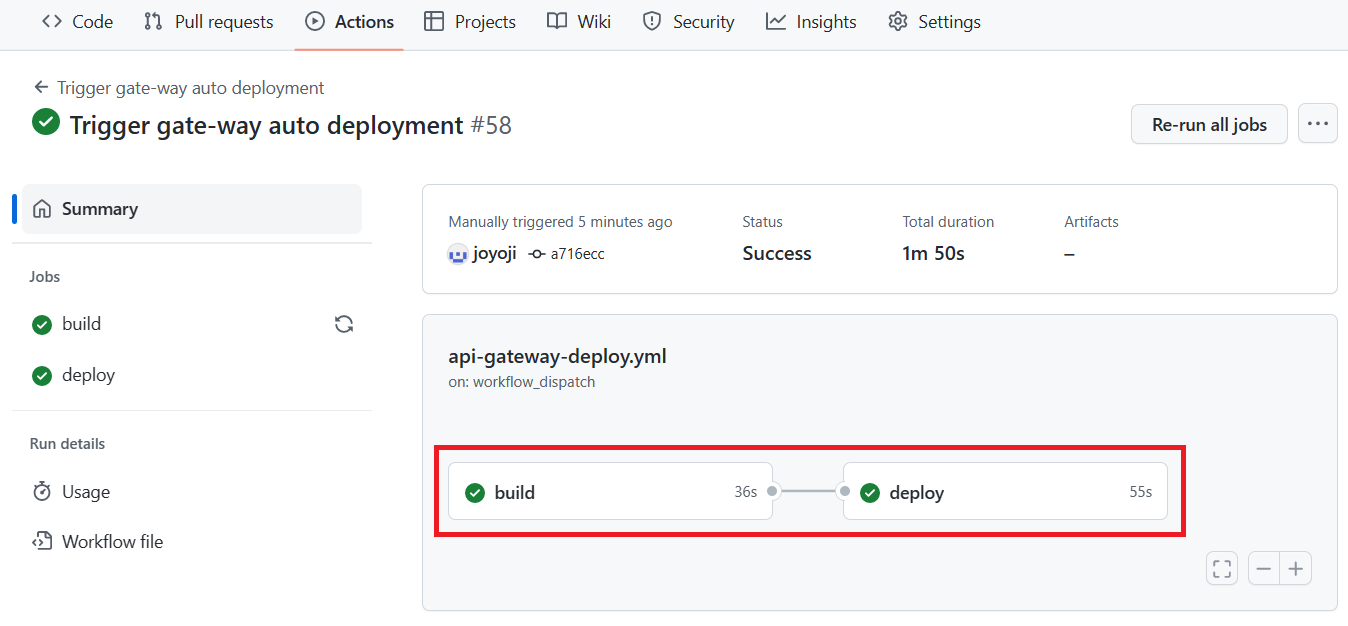 Code Pull requests Actions Projects Wiki Security Insights Settings
Trigger gate-way auto deployment
Trigger gate-way auto deployment #58
Re-run all jobs
Summary
Jobs
build
deploy
Run details
Usage
Workflow file
Manually triggered 5 minutes ago
joyoji a716ecc
Status
Success
Total duration
1m 50s
Artifacts
–
api-gateway-deploy.yml
on: workflow_dispatch
build 36s
deploy 55s